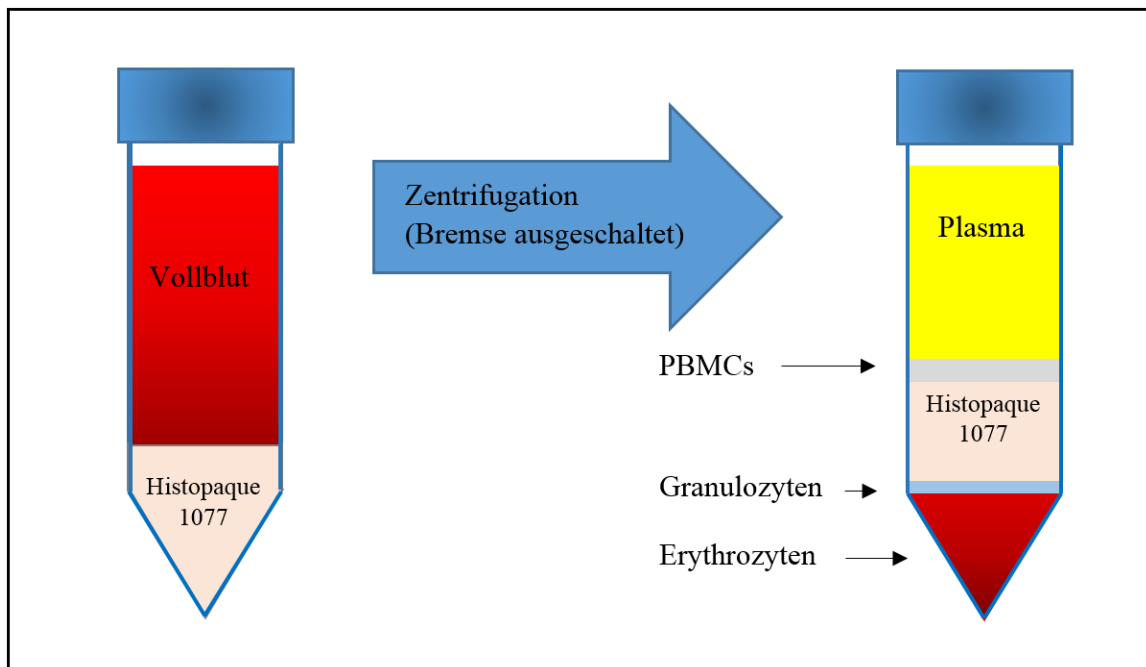 Vollblut
Histopaque
1077
Zentrifugation
(Bremse ausgeschaltet)
Plasma
PBMCs
Histopaque
1077
Granulozyten
Erythrozyten